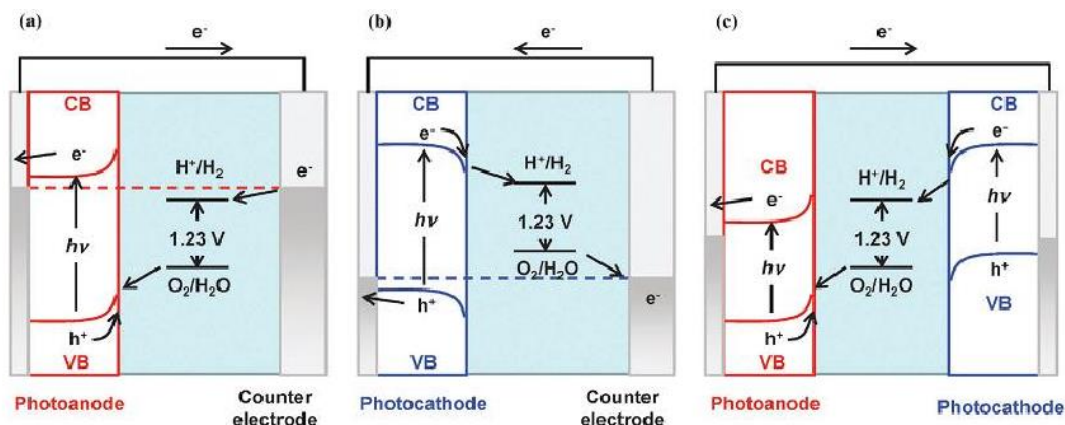 (a)
e⁻
CB
e⁻
H⁺/H₂
e⁻
hν
1.23 V
O₂/H₂O
h⁺
VB
Photoanode
Counter
electrode
(b)
e⁻
CB
e⁻
H⁺/H₂
hν
1.23 V
O₂/H₂O
h⁺
e⁻
VB
Photocathode
Counter
electrode
(c)
e⁻
CB
e⁻
CB
H⁺/H₂
e⁻
hν
1.23 V
hν
O₂/H₂O
h⁺
h⁺
VB
VB
Photoanode
Photocathode